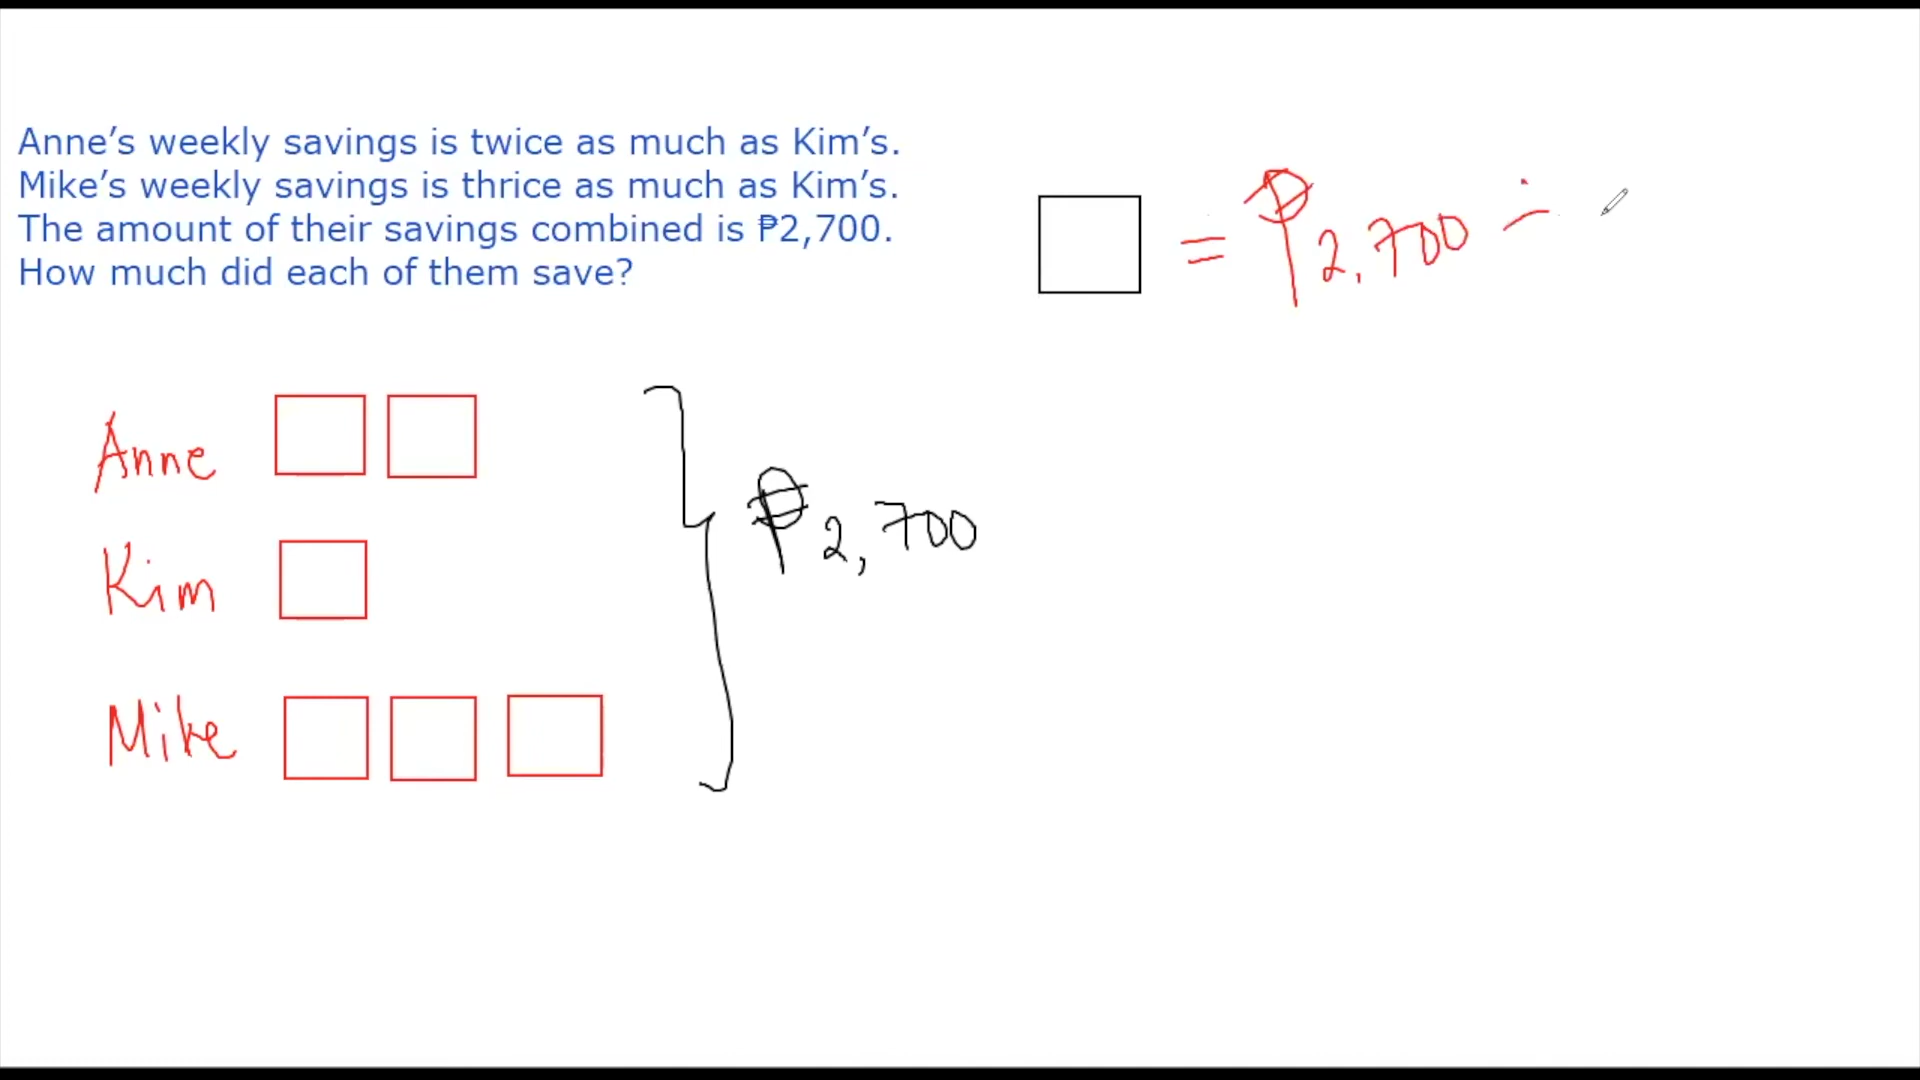 Anne’s weekly savings is twice as much as Kim’s.
Mike’s weekly savings is thrice as much as Kim’s.
The amount of their savings combined is ₱2,700.
How much did each of them save?
= ₱2,700 ÷
Anne
Kim
Mike
₱2,700